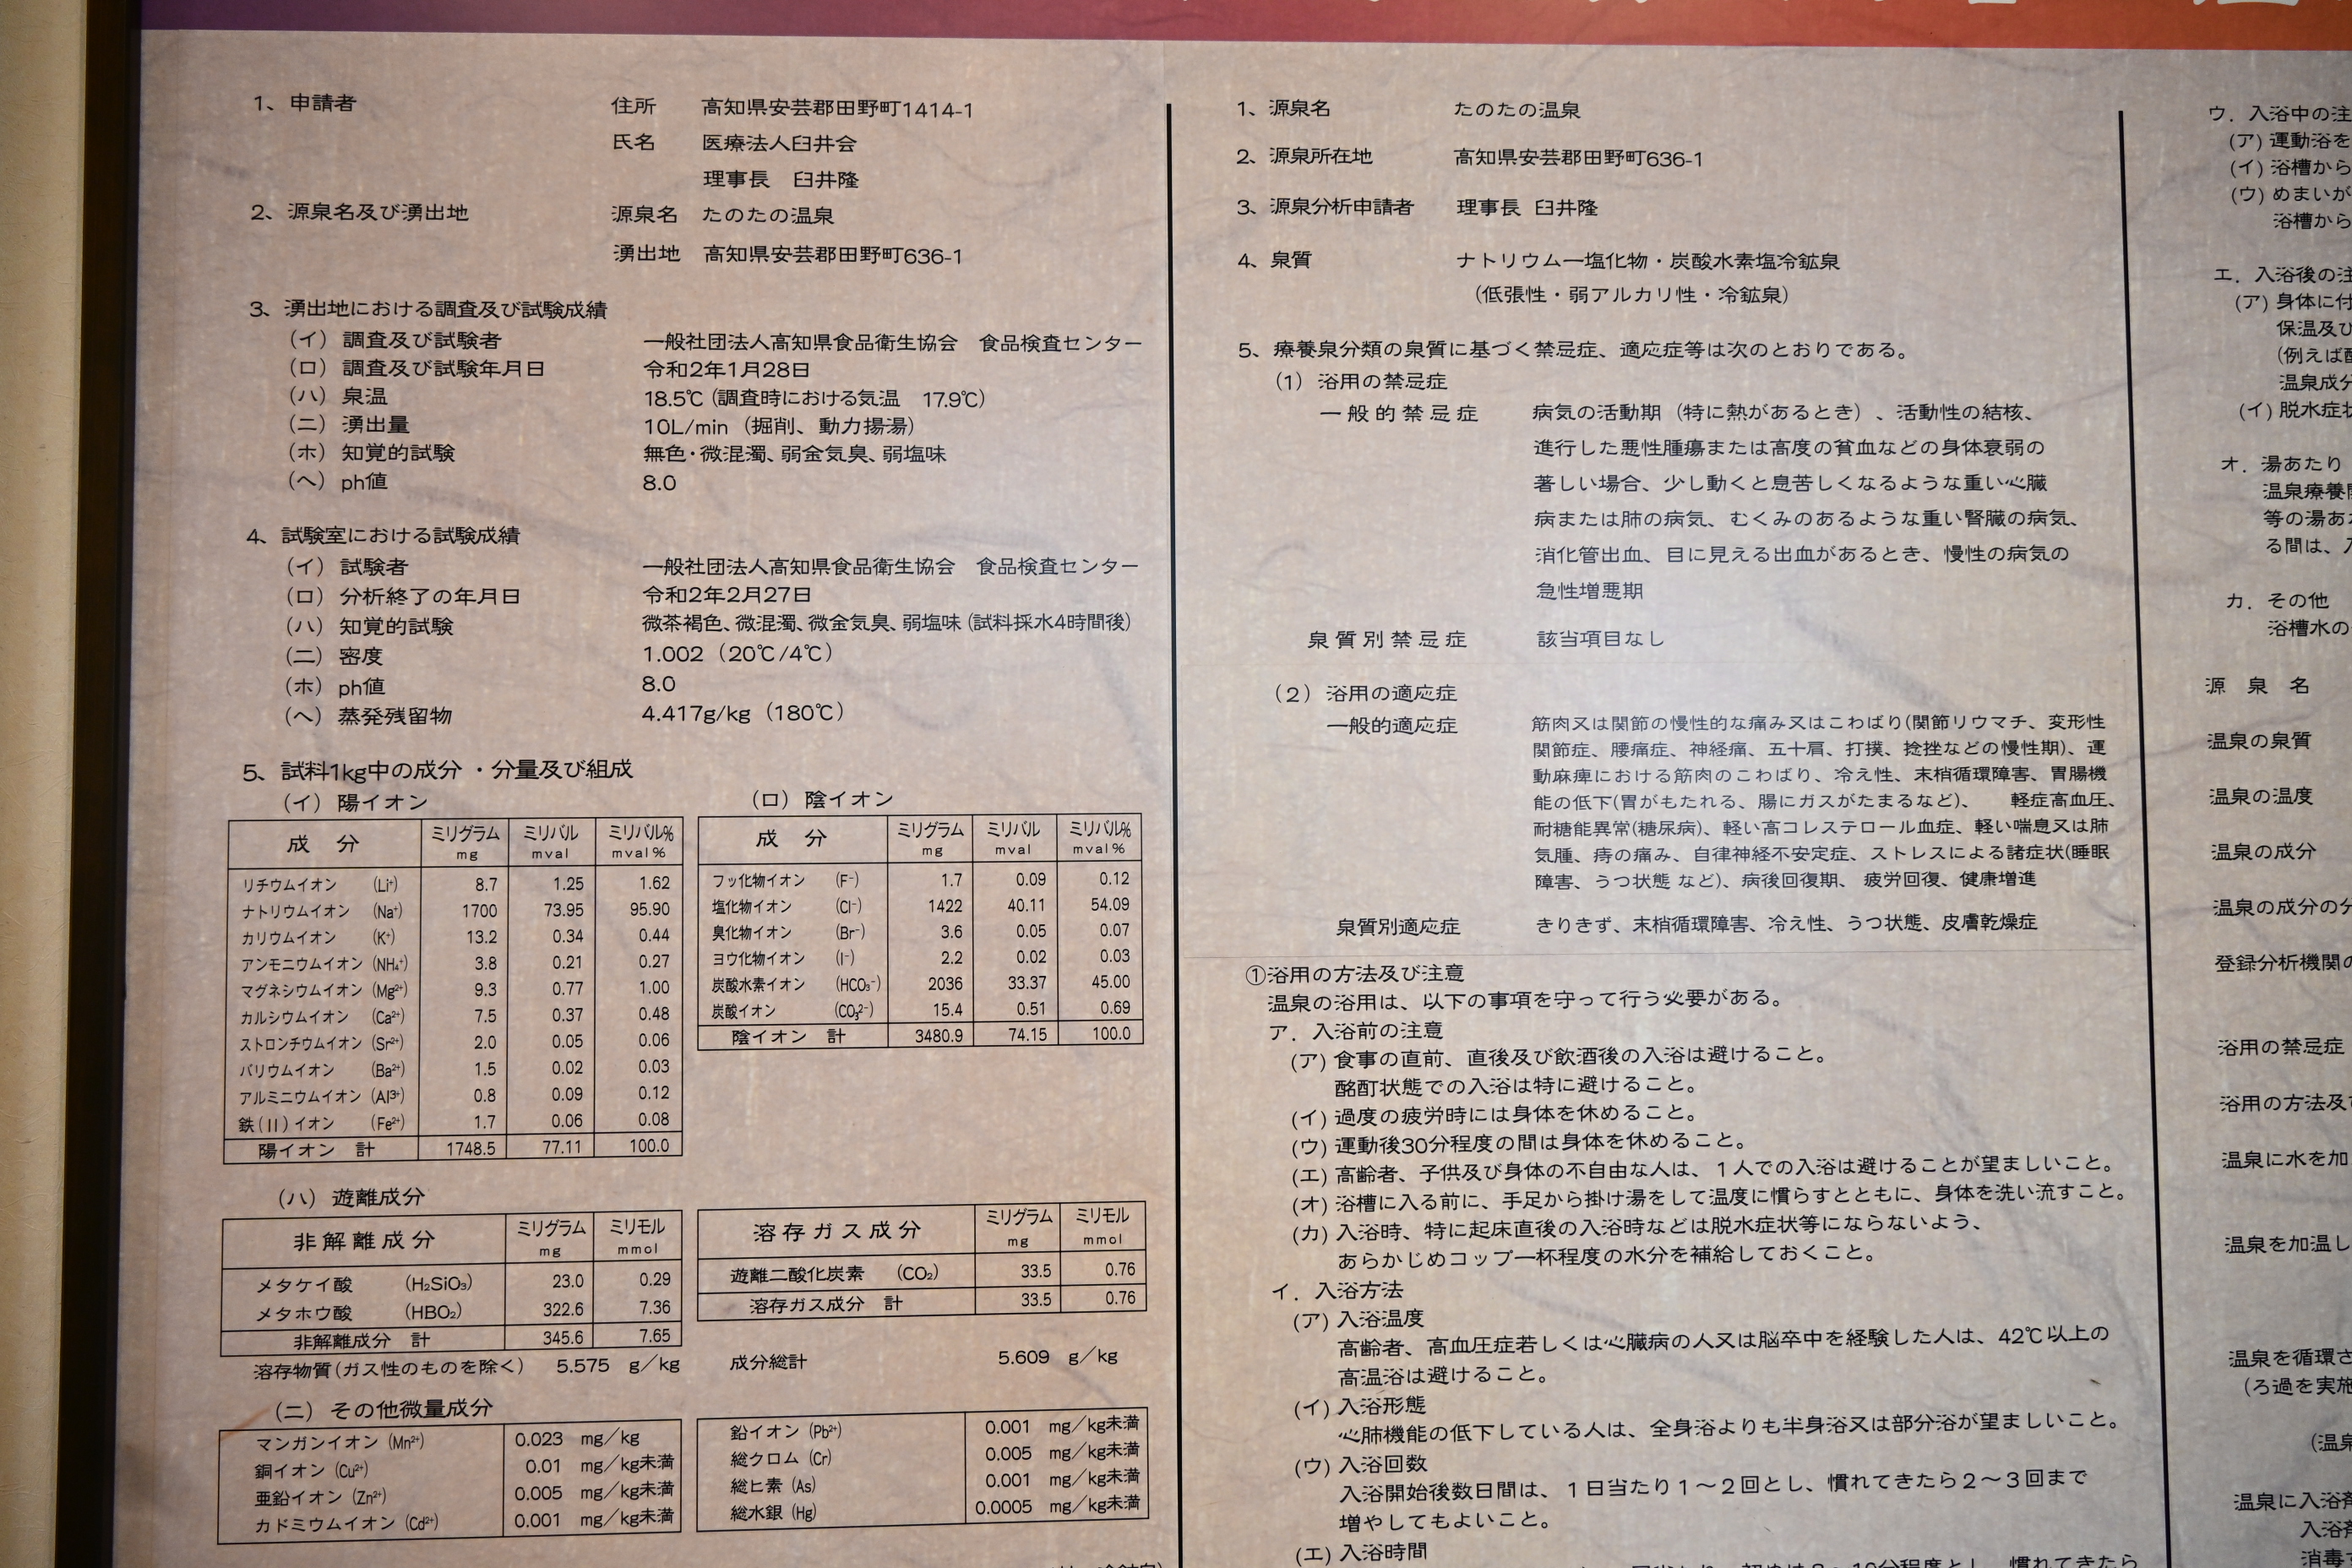 1、申請者 住所 高知県安芸郡田野町1414-1
氏名 医療法人臼井会
理事長 臼井隆
2、源泉名及び湧出地 源泉名 たのたの温泉
湧出地 高知県安芸郡田野町636-1
3、湧出地における調査及び試験成績
(イ) 調査及び試験者 一般社団法人高知県食品衛生協会 食品検査センター
(ロ) 調査及び試験年月日 令和2年1月28日
(ハ) 泉温 18.5℃(調査時における気温 17.9℃)
(ニ) 湧出量 10L/min (掘削、動力揚湯)
(ホ) 知覚的試験 無色・微混濁、弱金気臭、弱塩味
(ヘ) ph値 8.0
4、試験室における試験成績
(イ) 試験者 一般社団法人高知県食品衛生協会 食品検査センター
(ロ) 分析終了の年月日 令和2年2月27日
(ハ) 知覚的試験 微茶褐色、微混濁、微金気臭、弱塩味(試料採水4時間後)
(ニ) 密度 1.002 (20℃/4℃)
(ホ) ph値 8.0
(ヘ) 蒸発残留物 4.417g/kg (180℃)
5、試料1kg中の成分・分量及び組成
(イ) 陽イオン
成分 ミリグラム mg ミリバル mval ミリバル% mval%
リチウムイオン (Li⁺) 8.7 1.25 1.62
ナトリウムイオン (Na⁺) 1700 73.95 95.90
カリウムイオン (K⁺) 13.2 0.34 0.44
アンモニウムイオン (NH₄⁺) 3.8 0.21 0.27
マグネシウムイオン (Mg²⁺) 9.3 0.77 1.00
カルシウムイオン (Ca²⁺) 7.5 0.37 0.48
ストロンチウムイオン (Sr²⁺) 2.0 0.05 0.06
バリウムイオン (Ba²⁺) 1.5 0.02 0.03
アルミニウムイオン (Al³⁺) 0.8 0.09 0.12
鉄(II)イオン (Fe²⁺) 1.7 0.06 0.08
陽イオン 計 1748.5 77.11 100.0
(ロ) 陰イオン
成分 ミリグラム mg ミリバル mval ミリバル% mval%
フッ化物イオン (F⁻) 1.7 0.09 0.12
塩化物イオン (Cl⁻) 1422 40.11 54.09
臭化物イオン (Br⁻) 3.6 0.05 0.07
ヨウ化物イオン (I⁻) 2.2 0.02 0.03
炭酸水素イオン (HCO₃⁻) 2036 33.37 45.00
炭酸イオン (CO₃²⁻) 15.4 0.51 0.69
陰イオン 計 3480.9 74.15 100.0
(ハ) 遊離成分
非解離成分 ミリグラム mg ミリモル mmol
メタケイ酸 (H₂SiO₃) 23.0 0.29
メタホウ酸 (HBO₂) 322.6 7.36
非解離成分 計 345.6 7.65
溶存ガス成分 ミリグラム mg ミリモル mmol
遊離二酸化炭素 (CO₂) 33.5 0.76
溶存ガス成分 計 33.5 0.76
溶存物質(ガス性のものを除く) 5.575 g/kg 成分総計 5.609 g/kg
(ニ) その他微量成分
マンガンイオン (Mn²⁺) 0.023 mg/kg
銅イオン (Cu²⁺) 0.01 mg/kg未満
亜鉛イオン (Zn²⁺) 0.005 mg/kg未満
カドミウムイオン (Cd²⁺) 0.001 mg/kg未満
鉛イオン (Pb²⁺) 0.001 mg/kg未満
総クロム (Cr) 0.005 mg/kg未満
総ヒ素 (As) 0.001 mg/kg未満
総水銀 (Hg) 0.0005 mg/kg未満
1、源泉名 たのたの温泉
2、源泉所在地 高知県安芸郡田野町636-1
3、源泉分析申請者 理事長 臼井隆
4、泉質 ナトリウム—塩化物・炭酸水素塩冷鉱泉
(低張性・弱アルカリ性・冷鉱泉)
5、療養泉分類の泉質に基づく禁忌症、適応症等は次のとおりである。
(1) 浴用の禁忌症
一般的禁忌症 病気の活動期(特に熱があるとき)、活動性の結核、
進行した悪性腫瘍または高度の貧血などの身体衰弱の
著しい場合、少し動くと息苦しくなるような重い心臓
病または肺の病気、むくみのあるような重い腎臓の病気、
消化管出血、目に見える出血があるとき、慢性の病気の
急性増悪期
泉質別禁忌症 該当項目なし
(2) 浴用の適応症
一般的適応症 筋肉又は関節の慢性的な痛み又はこわばり(関節リウマチ、変形性
関節症、腰痛症、神経痛、五十肩、打撲、捻挫などの慢性期)、運
動麻痺における筋肉のこわばり、冷え性、末梢循環障害、胃腸機
能の低下(胃がもたれる、腸にガスがたまるなど)、 軽症高血圧、
耐糖能異常(糖尿病)、軽い高コレステロール血症、軽い喘息又は肺
気腫、痔の痛み、自律神経不安定症、ストレスによる諸症状(睡眠
障害、うつ状態 など)、病後回復期、 疲労回復、健康増進
泉質別適応症 きりきず、末梢循環障害、冷え性、うつ状態、皮膚乾燥症
①浴用の方法及び注意
温泉の浴用は、以下の事項を守って行う必要がある。
ア. 入浴前の注意
(ア) 食事の直前、直後及び飲酒後の入浴は避けること。
酩酊状態での入浴は特に避けること。
(イ) 過度の疲労時には身体を休めること。
(ウ) 運動後30分程度の間は身体を休めること。
(エ) 高齢者、子供及び身体の不自由な人は、1人での入浴は避けることが望ましいこと。
(オ) 浴槽に入る前に、手足から掛け湯をして温度に慣らすとともに、身体を洗い流すこと。
(カ) 入浴時、特に起床直後の入浴時などは脱水症状等にならないよう、
あらかじめコップ一杯程度の水分を補給しておくこと。
イ. 入浴方法
(ア) 入浴温度
高齢者、高血圧症若しくは心臓病の人又は脳卒中を経験した人は、42℃以上の
高温浴は避けること。
(イ) 入浴形態
心肺機能の低下している人は、全身浴よりも半身浴又は部分浴が望ましいこと。
(ウ) 入浴回数
入浴開始後数日間は、1日当たり1~2回とし、慣れてきたら2~3回まで
増やしてもよいこと。
(エ) 入浴時間
ウ. 入浴中の注
(ア) 運動浴を
(イ) 浴槽から
(ウ) めまいが
浴槽から
エ. 入浴後の注
(ア) 身体に付
保温及び
(例えば
温泉成分
(イ) 脱水症状
オ. 湯あたり
温泉療養
等の湯あ
る間は、
カ. その他
浴槽水の
源 泉 名
温泉の泉質
温泉の温度
温泉の成分
温泉の成分の分
登録分析機関の
浴用の禁忌症
浴用の方法及び
温泉に水を加
温泉を加温し
温泉を循環さ
(ろ過を実施
(温泉
温泉に入浴剤
入浴剤
消毒